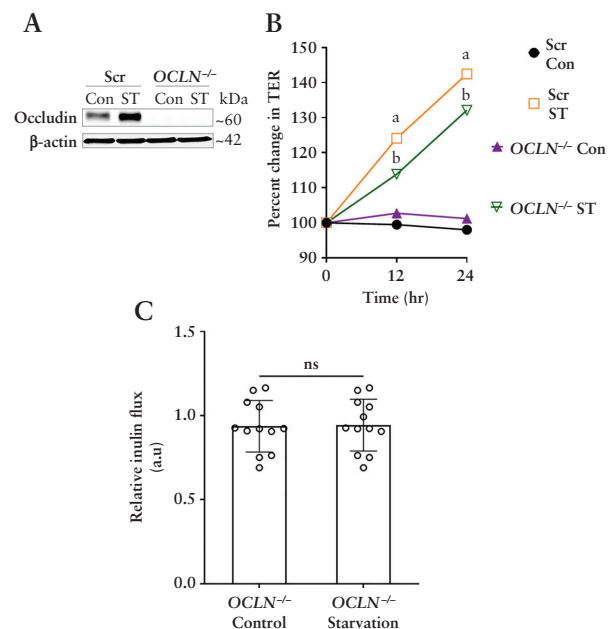 A
Scr OCLN–/–
Con ST Con ST kDa
Occludin ~60
β-actin ~42
B
Percent change in TER
150
140
130
120
110
100
90
a
a
b
b
0 12 24
Time (hr)
Scr
Con
Scr
ST
OCLN–/– Con
OCLN–/– ST
C
Relative inulin flux
(a.u)
1.5
1.0
0.5
0.0
ns
OCLN–/– OCLN–/–
Control Starvation